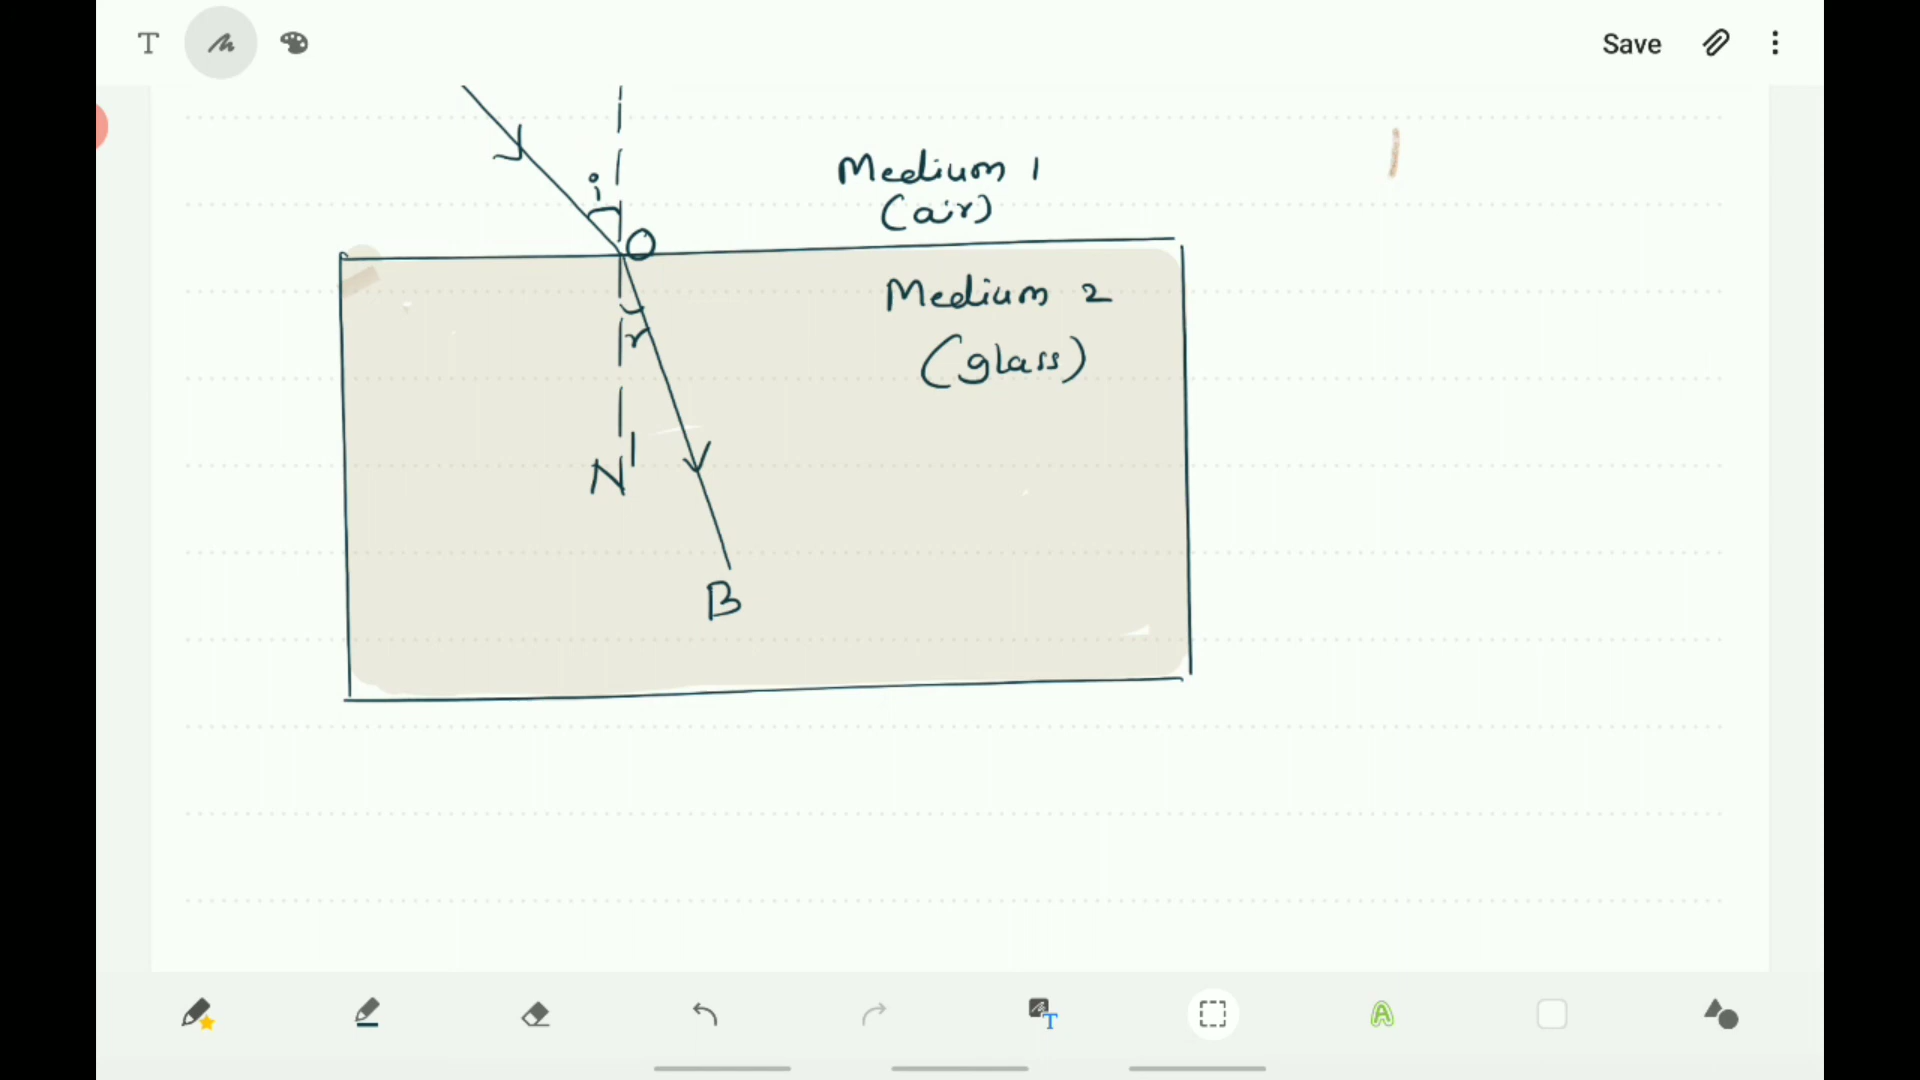 T
Save
i
Medium 1
(air)
O
Medium 2
r
(glass)
N'
B
T
A